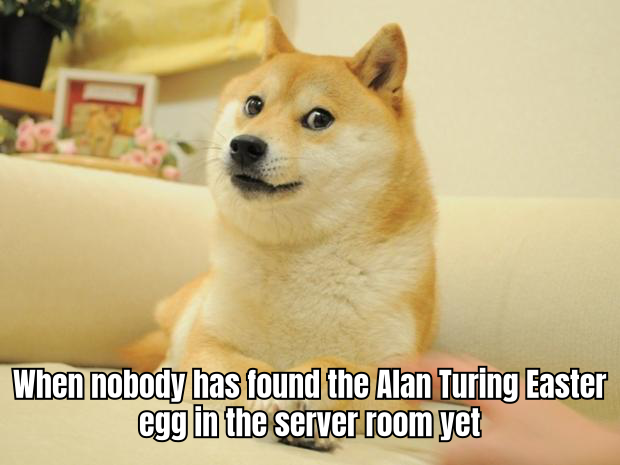 When nobody has found the Alan Turing Easter
egg in the server room yet